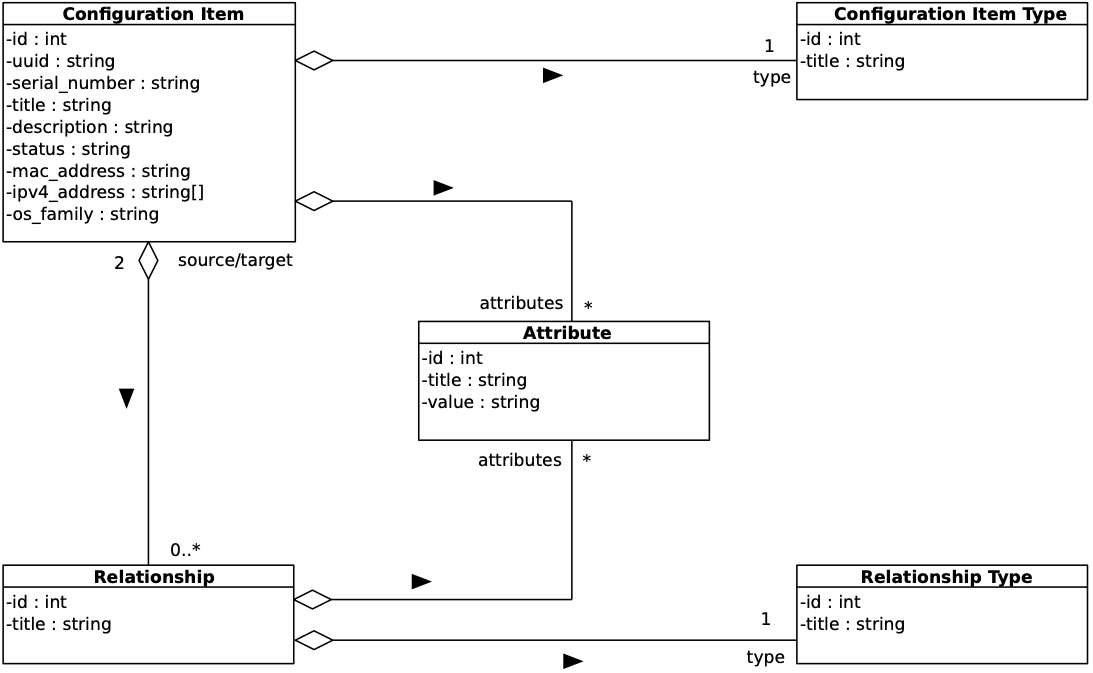 Configuration Item
-id : int
-uuid : string
-serial_number : string
-title : string
-description : string
-status : string
-mac_address : string
-ipv4_address : string[]
-os_family : string
Configuration Item Type
-id : int
-title : string
1
type
2
source/target
attributes
*
Attribute
-id : int
-title : string
-value : string
attributes
*
0..*
Relationship
-id : int
-title : string
1
type
Relationship Type
-id : int
-title : string